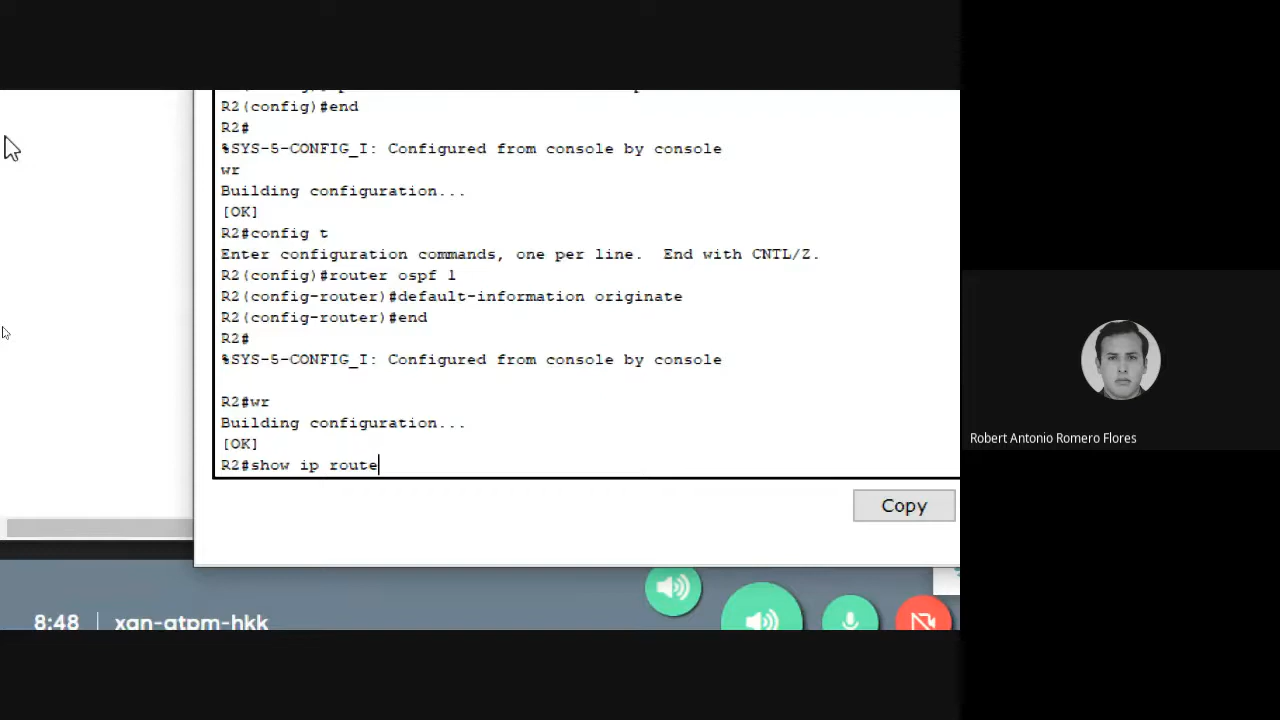 R2(config)#end
R2#
%SYS-5-CONFIG_I: Configured from console by console
wr
Building configuration...
[OK]
R2#config t
Enter configuration commands, one per line.  End with CNTL/Z.
R2(config)#router ospf 1
R2(config-router)#default-information originate
R2(config-router)#end
R2#
%SYS-5-CONFIG_I: Configured from console by console
R2#wr
Building configuration...
[OK]
R2#show ip route
Copy
Robert Antonio Romero Flores
8:48 | xgn-gtpm-hkk